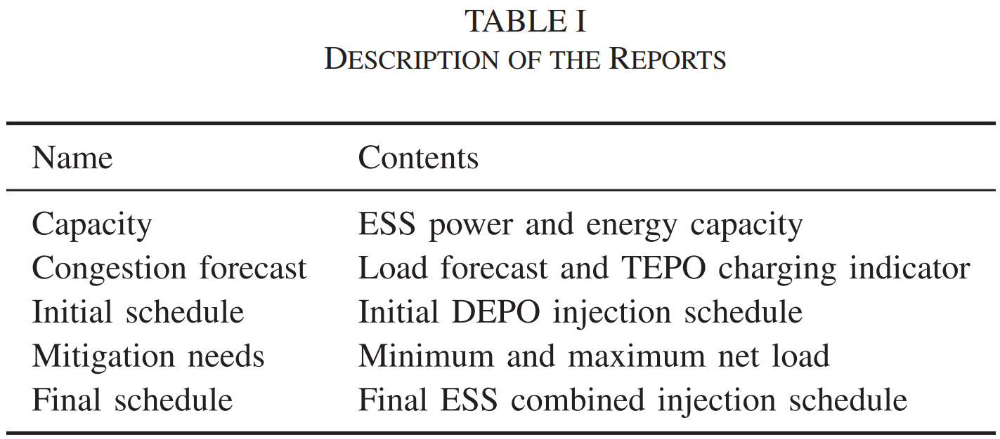 TABLE I
DESCRIPTION OF THE REPORTS
Name Contents
Capacity ESS power and energy capacity
Congestion forecast Load forecast and TEPO charging indicator
Initial schedule Initial DEPO injection schedule
Mitigation needs Minimum and maximum net load
Final schedule Final ESS combined injection schedule